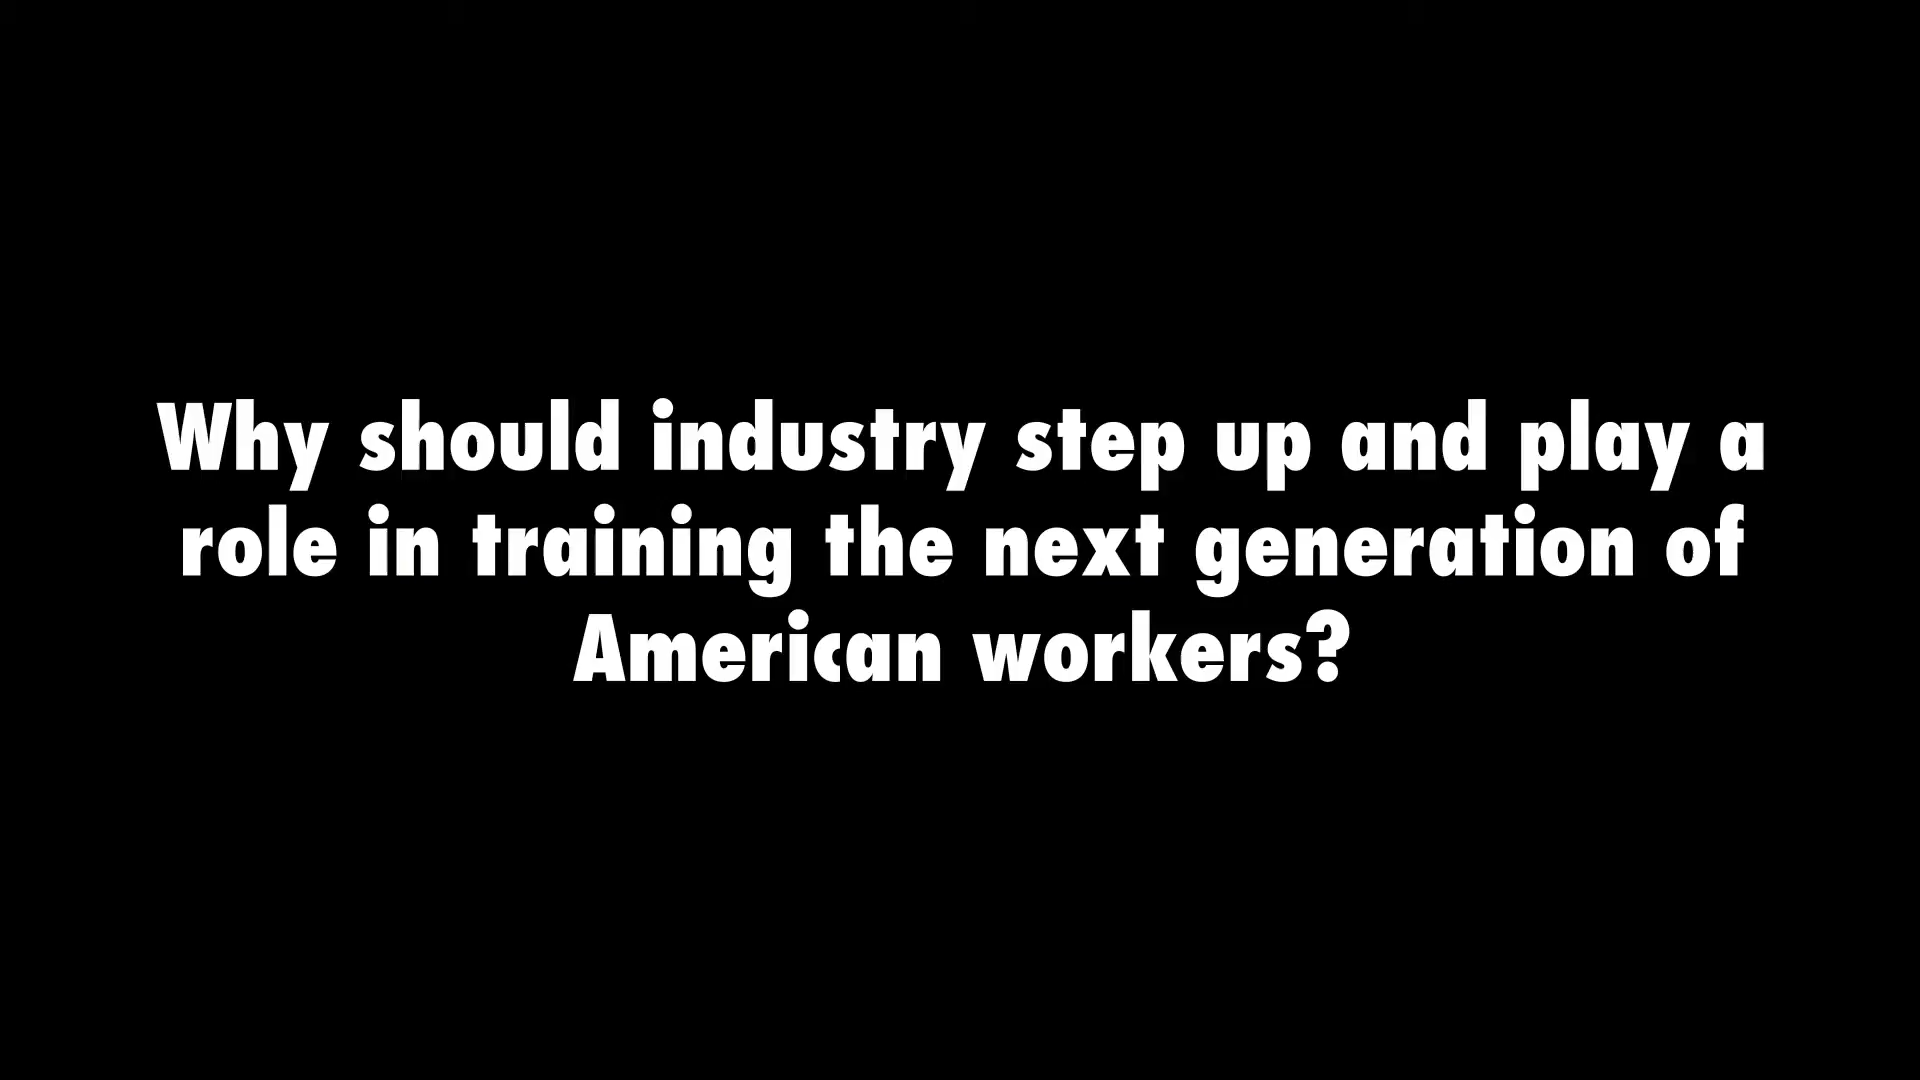 Why should industry step up and play a
role in training the next generation of
American workers?